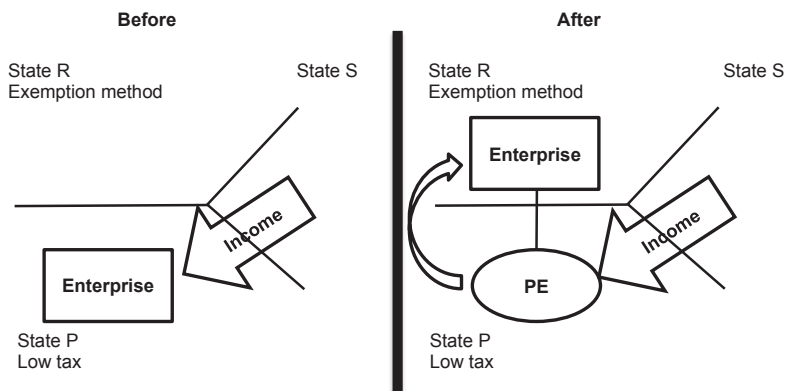 Before
State R
Exemption method
State S
Income
Enterprise
State P
Low tax
After
State R
Exemption method
State S
Enterprise
Income
PE
State P
Low tax